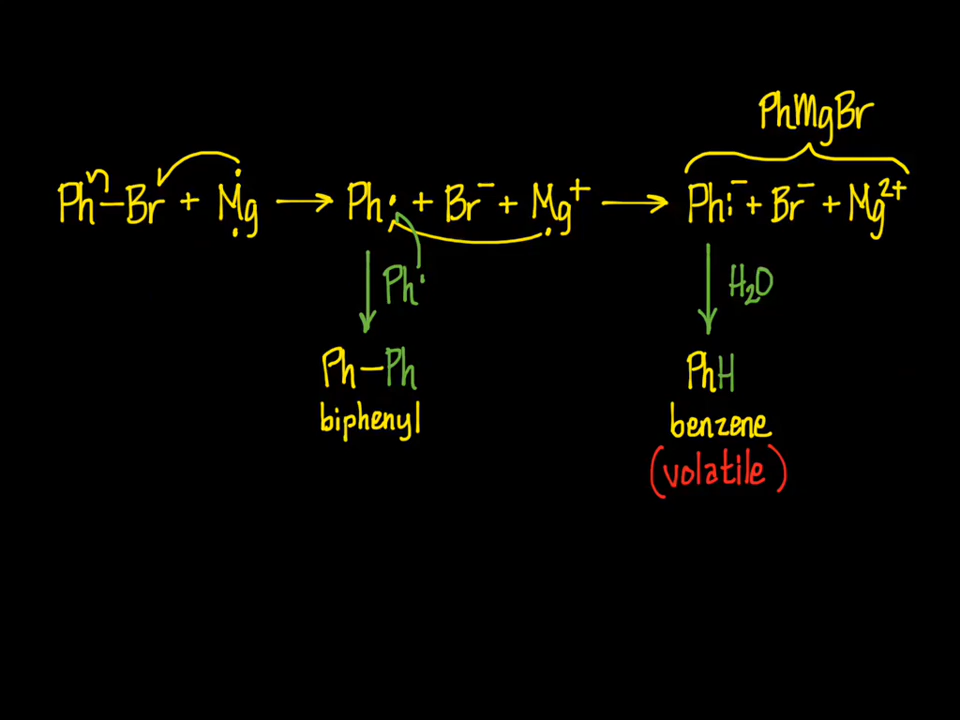 PhMgBr
Ph–Br + Mg → Ph· + Br⁻ + Mg⁺ → Ph:⁻ + Br⁻ + Mg²⁺
Ph·
H₂O
Ph–Ph
PhH
biphenyl
benzene
(volatile)